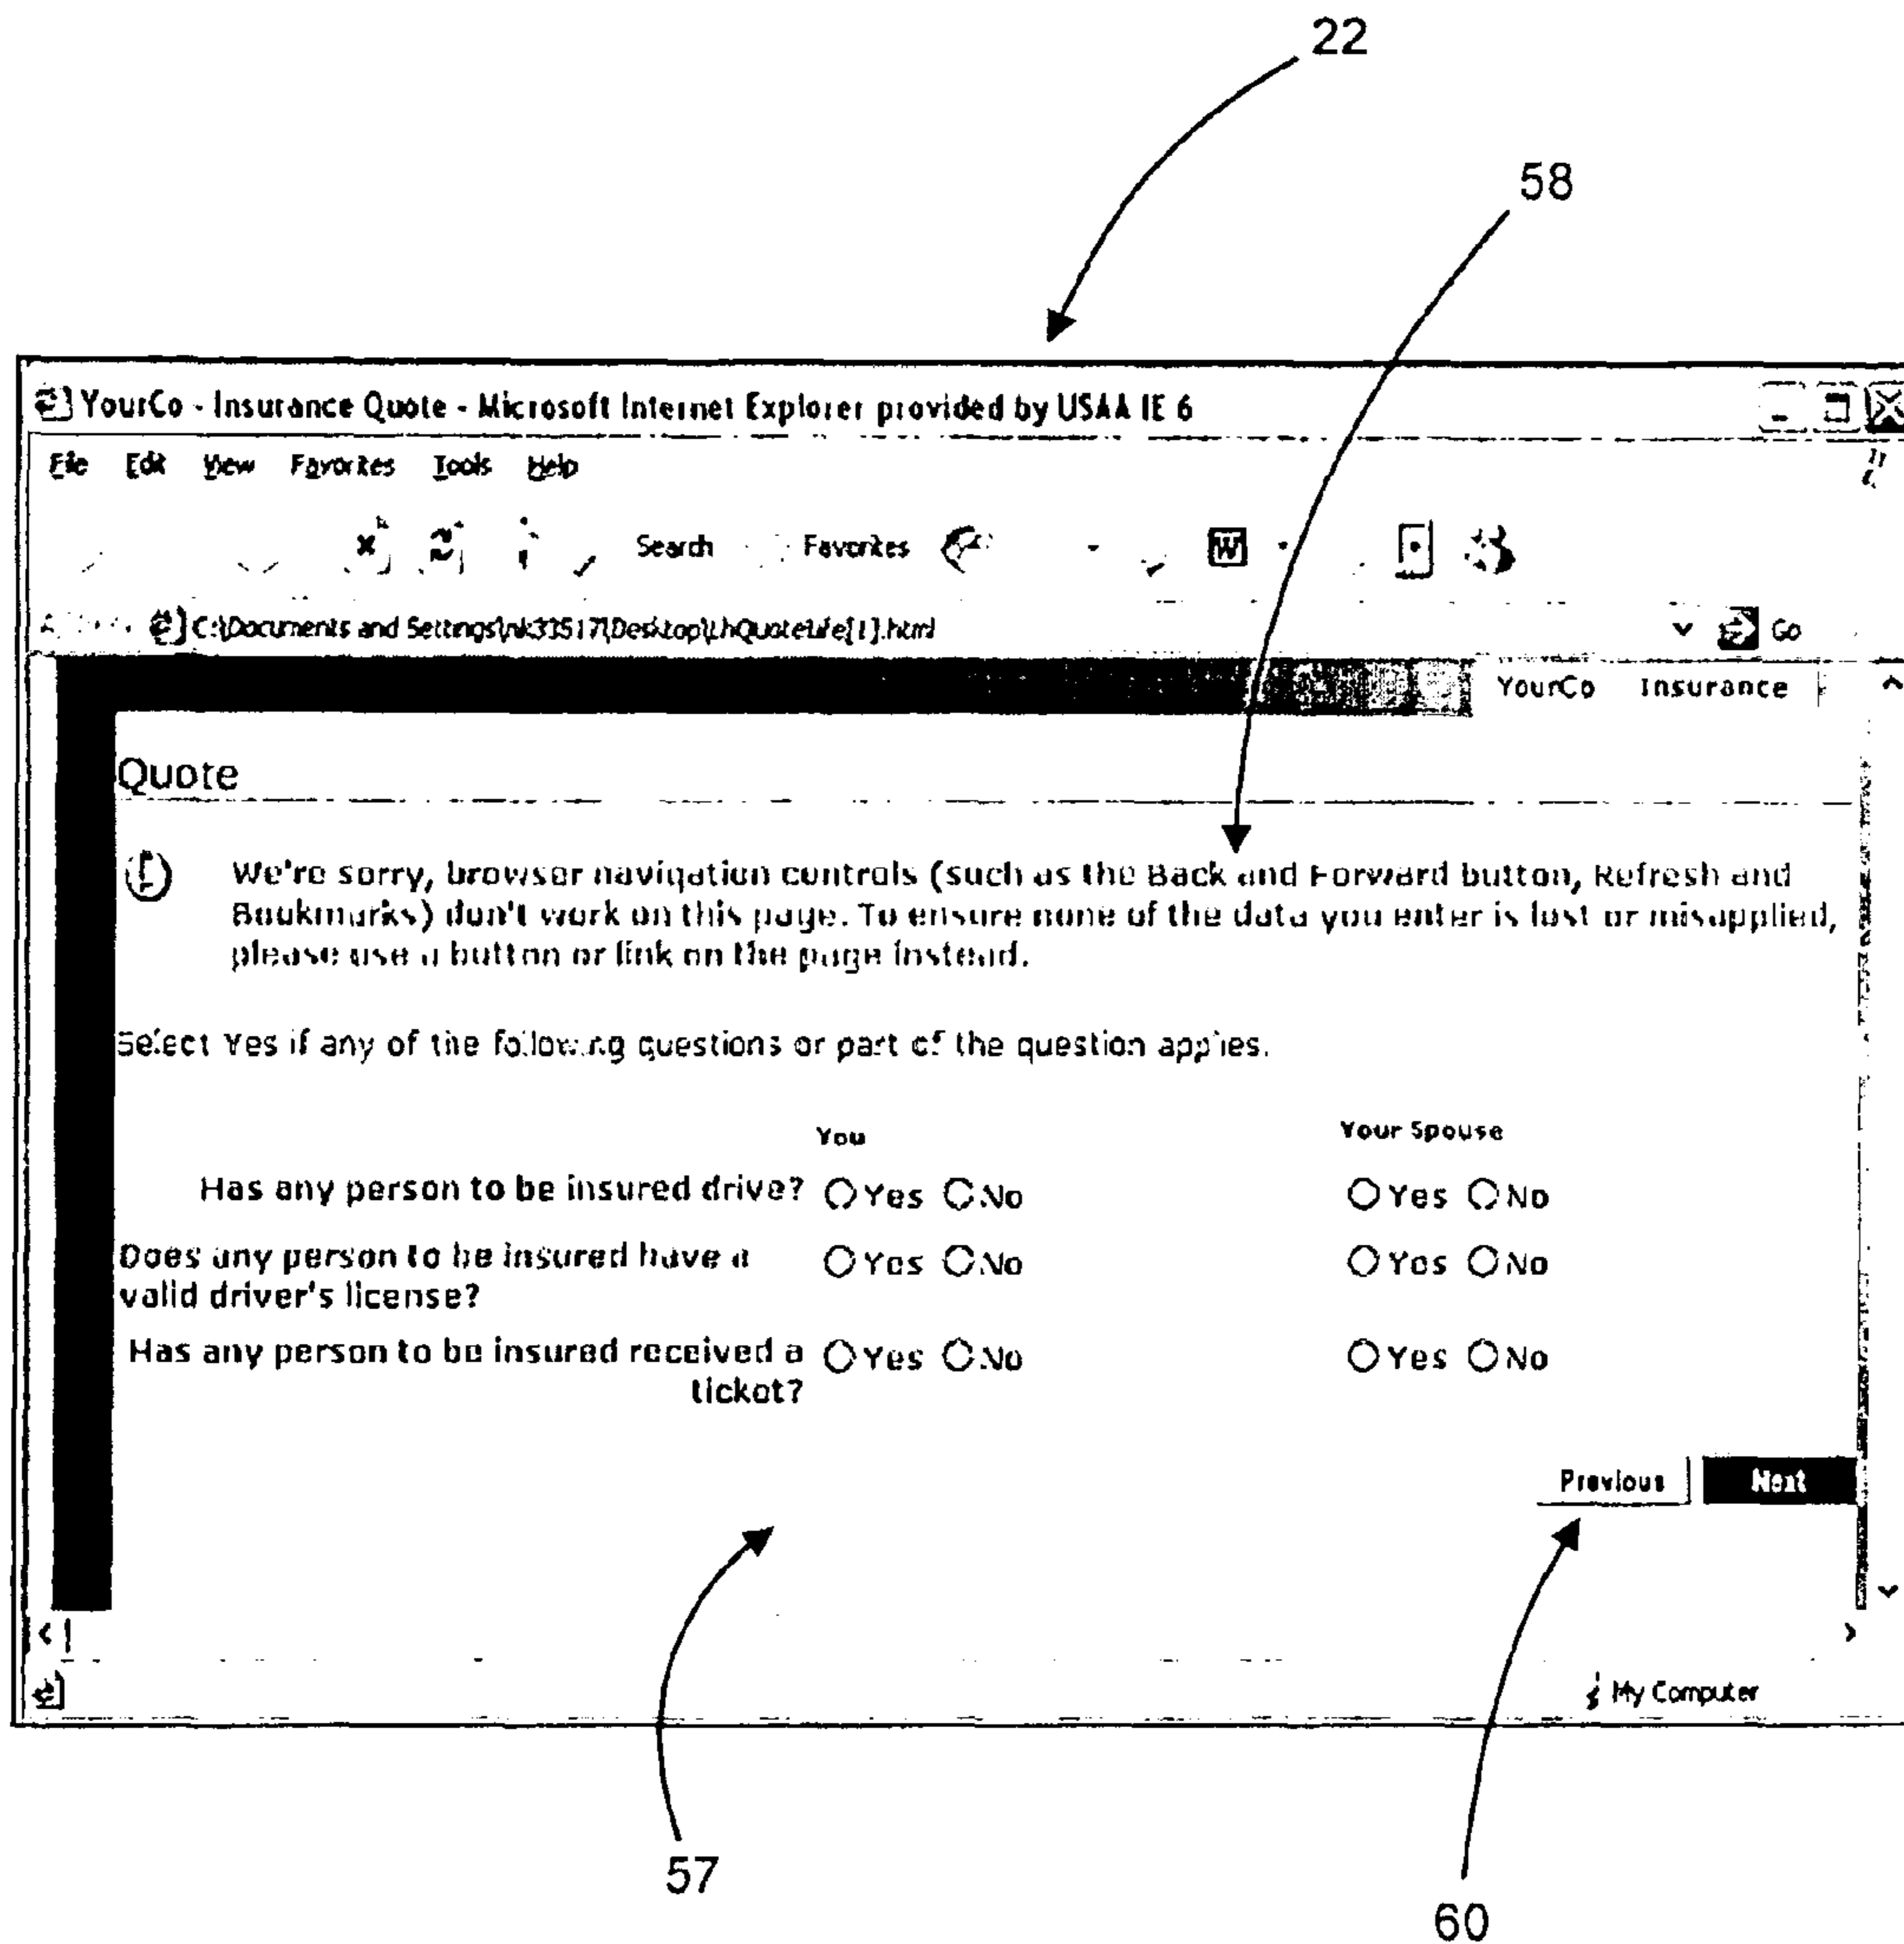 22
58
YourCo - Insurance Quote - Microsoft Internet Explorer provided by USAA IE 6
File Edit View Favorites Tools Help
Search Favorites W
C:\Documents and Settings\nk33517\Desktop\ Go
YourCo Insurance
Quote
We're sorry, browser navigation controls (such as the Back and Forward button, Refresh and
Bookmarks) don't work on this page. To ensure none of the data you enter is lost or misapplied,
please use a button or link on the page instead.
Select Yes if any of the following questions or part of the question applies.
You Your Spouse
Has any person to be insured drive? Yes No Yes No
Does any person to be insured have a Yes No Yes No
valid driver's license?
Has any person to be insured received a Yes No Yes No
ticket?
Previous Next
My Computer
57
60